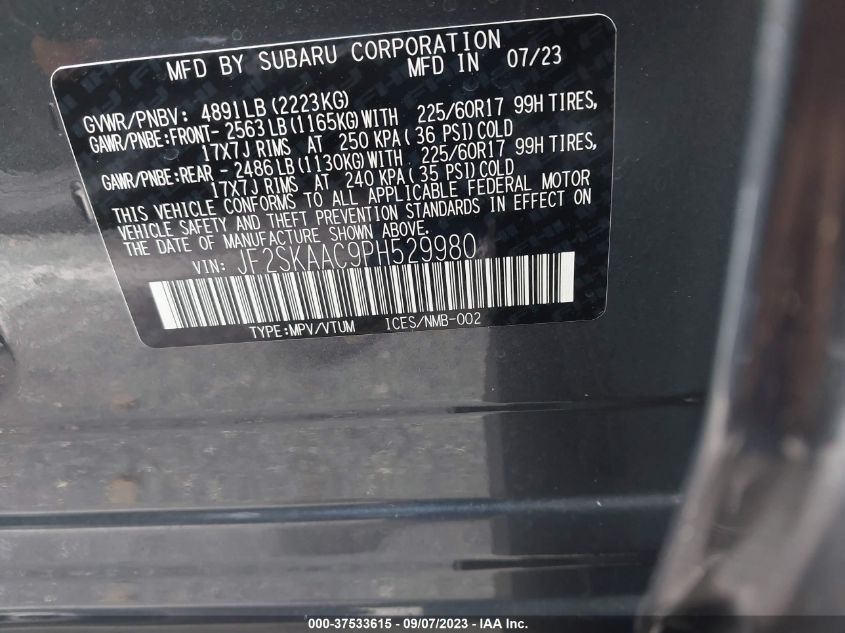 MFD BY SUBARU CORPORATION
MFD IN 07/23
GVWR/PNBV: 4891LB (2223KG)
GAWR/PNBE:FRONT- 2563LB (1165KG)WITH 225/60R17 99H TIRES,
17X7J RIMS AT 250 KPA( 36 PSI)COLD
GAWR/PNBE:REAR - 2486LB (1130KG)WITH 225/60R17 99H TIRES,
17X7J RIMS AT 240 KPA( 35 PSI)COLD
THIS VEHICLE CONFORMS TO ALL APPLICABLE FEDERAL MOTOR
VEHICLE SAFETY AND THEFT PREVENTION STANDARDS IN EFFECT ON
THE DATE OF MANUFACTURE SHOWN ABOVE.
VIN: JF2SKAAC9PH529980
TYPE:MPV/VTUM ICES/NMB-002
000-37533615 - 09/07/2023 - IAAI Inc.